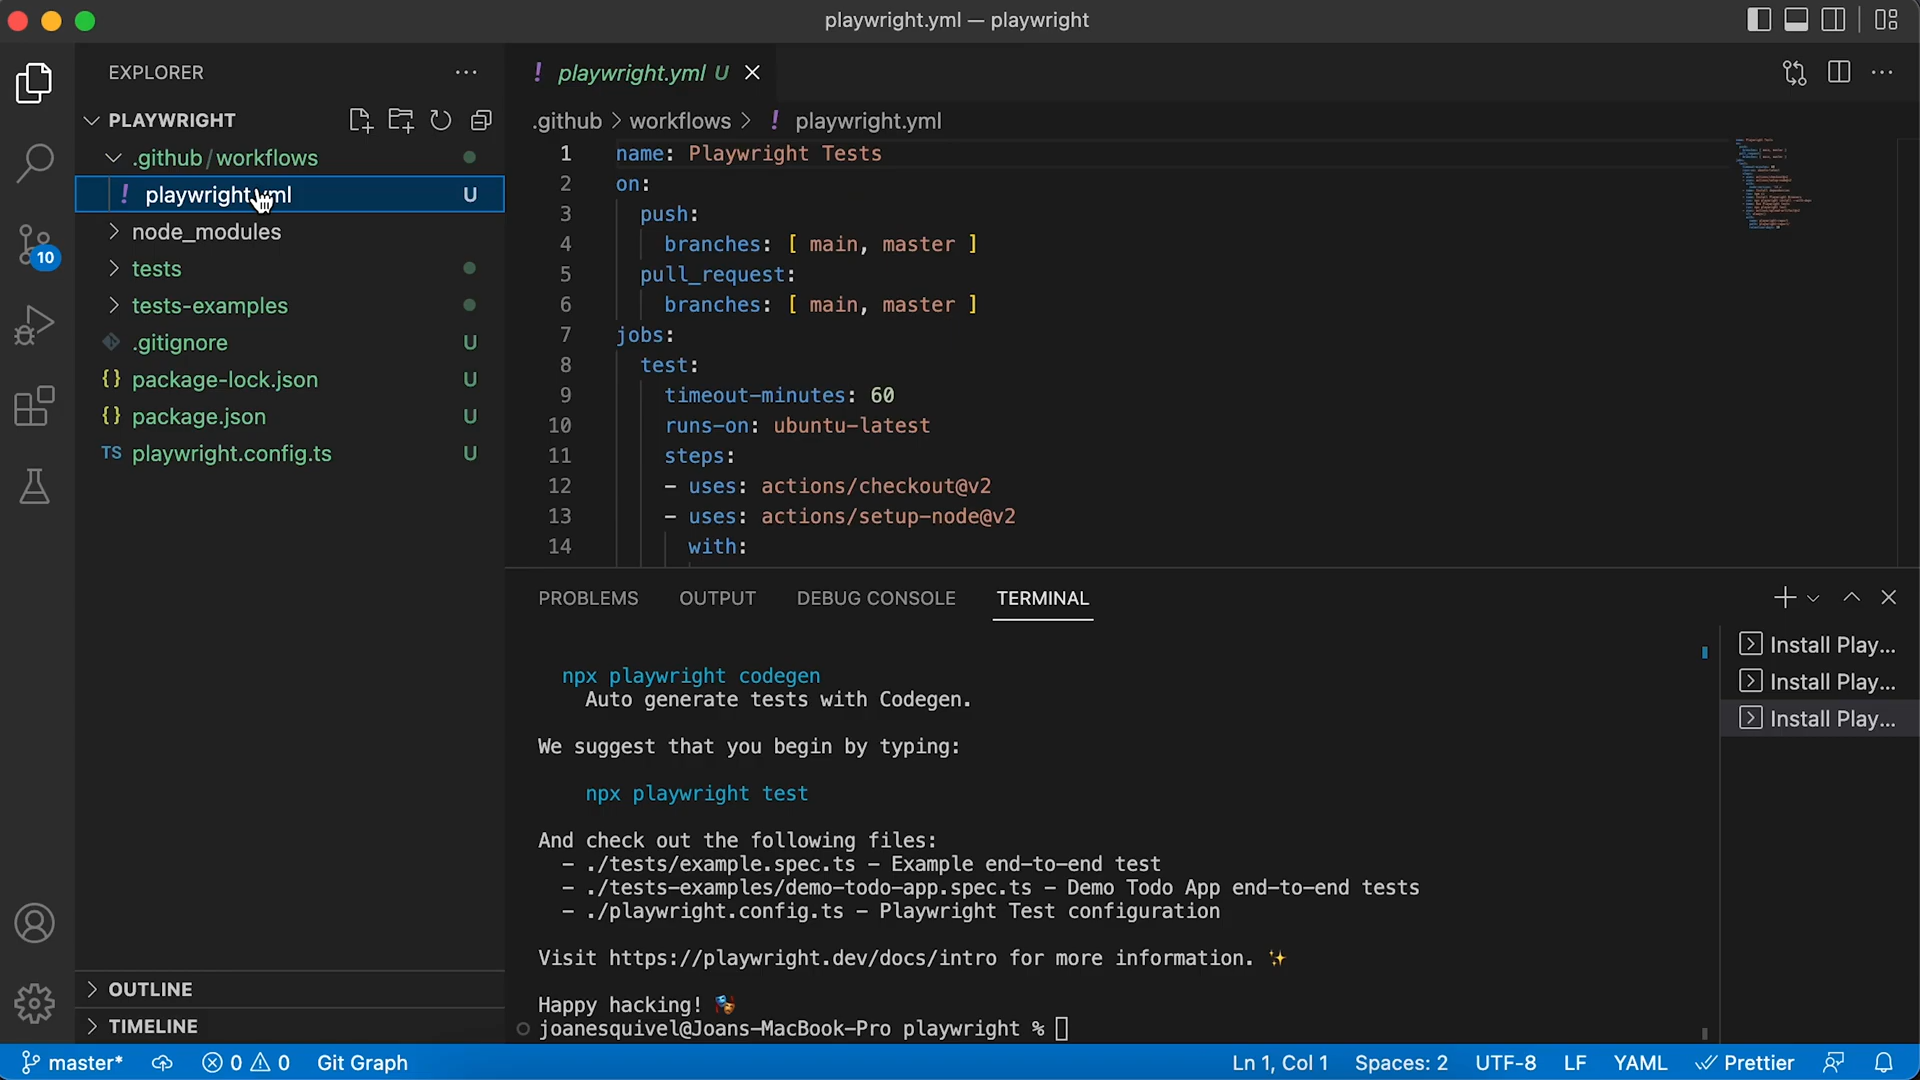 playwright.yml — playwright
EXPLORER
PLAYWRIGHT
.github/workflows
! playwright.yml U
node_modules
tests
tests-examples
.gitignore U
{} package-lock.json U
{} package.json U
TS playwright.config.ts U
10
OUTLINE
TIMELINE
! playwright.yml U
.github > workflows > ! playwright.yml
1 name: Playwright Tests
2 on:
3 push:
4 branches: [ main, master ]
5 pull_request:
6 branches: [ main, master ]
7 jobs:
8 test:
9 timeout-minutes: 60
10 runs-on: ubuntu-latest
11 steps:
12 - uses: actions/checkout@v2
13 - uses: actions/setup-node@v2
14 with:
PROBLEMS OUTPUT DEBUG CONSOLE TERMINAL
npx playwright codegen
Auto generate tests with Codegen.
We suggest that you begin by typing:
npx playwright test
And check out the following files:
- ./tests/example.spec.ts - Example end-to-end test
- ./tests-examples/demo-todo-app.spec.ts - Demo Todo App end-to-end tests
- ./playwright.config.ts - Playwright Test configuration
Visit https://playwright.dev/docs/intro for more information. ✨
Happy hacking! 🎭
joanesquivel@Joans-MacBook-Pro playwright %
Install Play...
Install Play...
Install Play...
master* 0 0 Git Graph Ln 1, Col 1 Spaces: 2 UTF-8 LF YAML Prettier